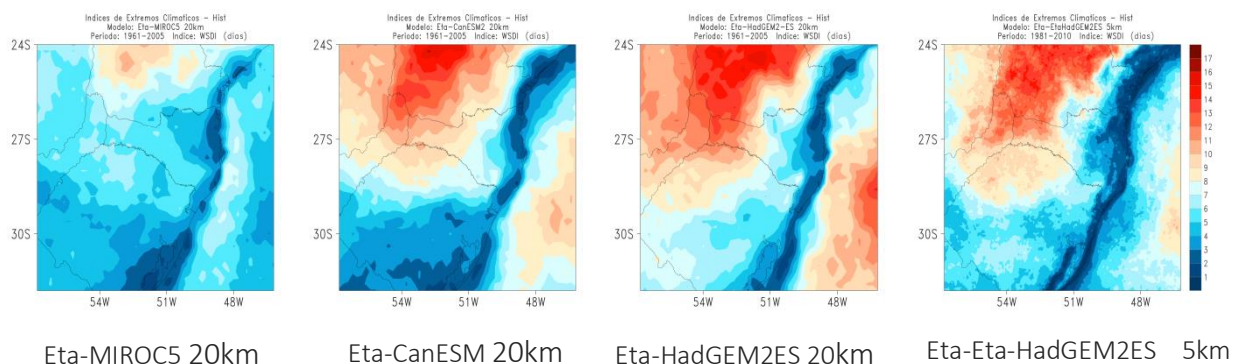 Indices de Extremos Climaticos – Hist
Modelo: Eta–MIROC5 20km
Periodo: 1961–2005 Indice: WSDI (dias)
24S
27S
30S
54W 51W 48W
Eta-MIROC5 20km
Indices de Extremos Climaticos – Hist
Modelo: Eta–CanESM2 20km
Periodo: 1961–2005 Indice: WSDI (dias)
24S
27S
30S
54W 51W 48W
Eta-CanESM 20km
Indices de Extremos Climaticos – Hist
Modelo: Eta–HadGEM2–ES 20km
Periodo: 1961–2005 Indice: WSDI (dias)
24S
27S
30S
54W 51W 48W
Eta-HadGEM2ES 20km
Indices de Extremos Climaticos – Hist
Modelo: Eta–EtaHadGEM2ES 5km
Periodo: 1981–2010 Indice: WSDI (dias)
24S
27S
30S
54W 51W 48W
17
16
15
14
13
12
11
10
9
8
7
6
5
4
3
2
1
Eta-Eta-HadGEM2ES 5km